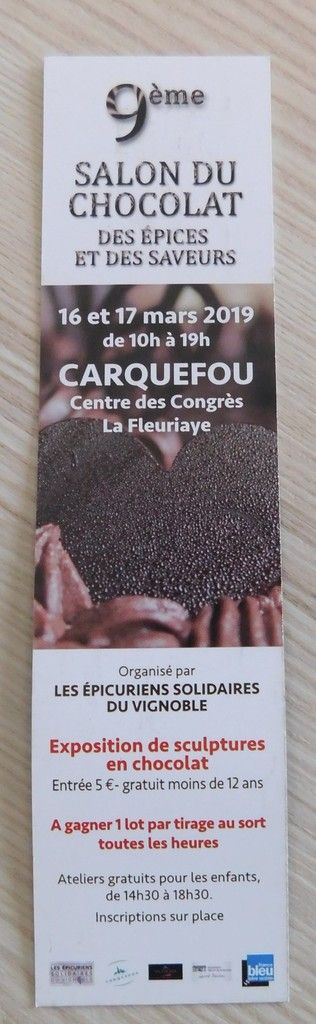 9ème
SALON DU
CHOCOLAT
DES ÉPICES
ET DES SAVEURS
16 et 17 mars 2019
de 10h à 19h
CARQUEFOU
Centre des Congrès
La Fleuriaye
Organisé par
LES ÉPICURIENS SOLIDAIRES
DU VIGNOBLE
Exposition de sculptures
en chocolat
Entrée 5 €- gratuit moins de 12 ans
A gagner 1 lot par tirage au sort
toutes les heures
Ateliers gratuits pour les enfants,
de 14h30 à 18h30.
Inscriptions sur place
LES ÉPICURIENS
SOLIDAIRES
bleu